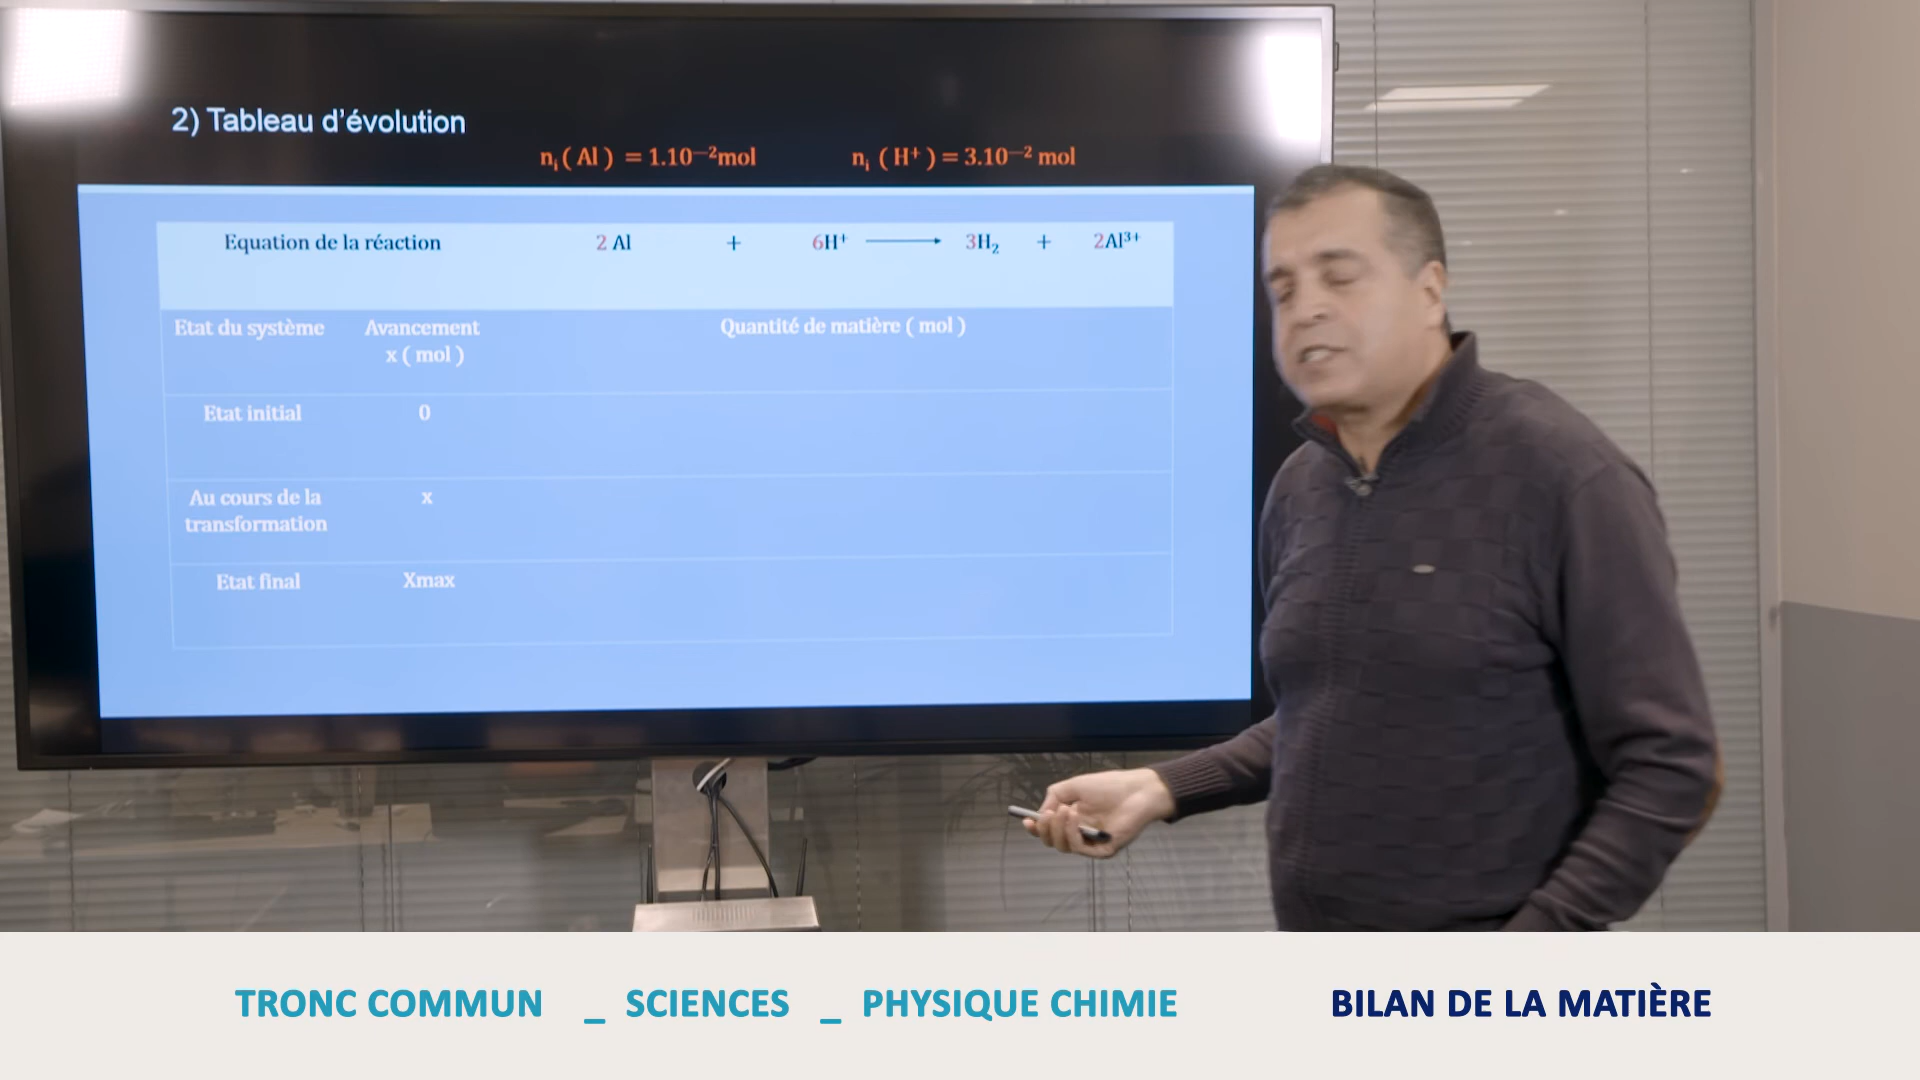 2) Tableau d'évolution
nᵢ ( Al ) = 1.10⁻²mol nᵢ ( H⁺ ) = 3.10⁻² mol
Equation de la réaction 2 Al + 6H⁺ ⟶ 3H₂ + 2Al³⁺
Etat du système Avancement x ( mol ) Quantité de matière ( mol )
Etat initial 0
Au cours de la transformation x
Etat final Xmax
TRONC COMMUN _ SCIENCES _ PHYSIQUE CHIMIE BILAN DE LA MATIÈRE